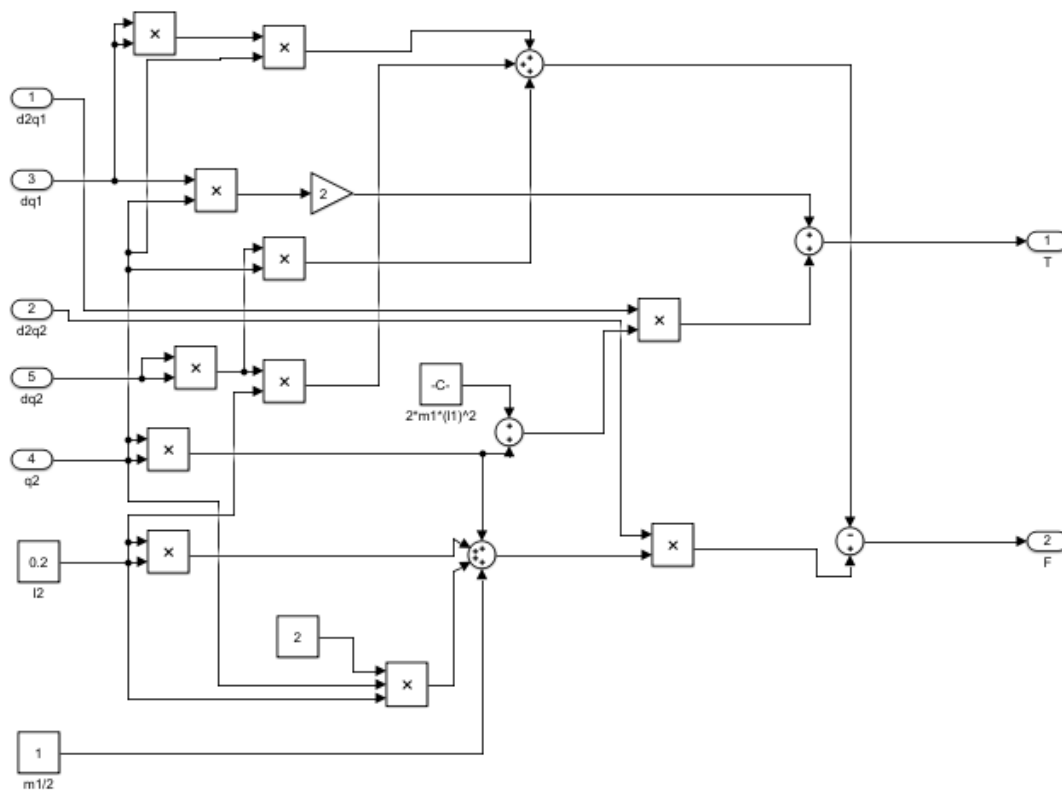 ×
×
1
d2q1
3
dq1
×
2
×
1
T
2
d2q2
×
5
dq2
×
×
-C-
2*m1*(l1)^2
4
q2
×
0.2
l2
×
×
2
F
2
×
1
m1/2